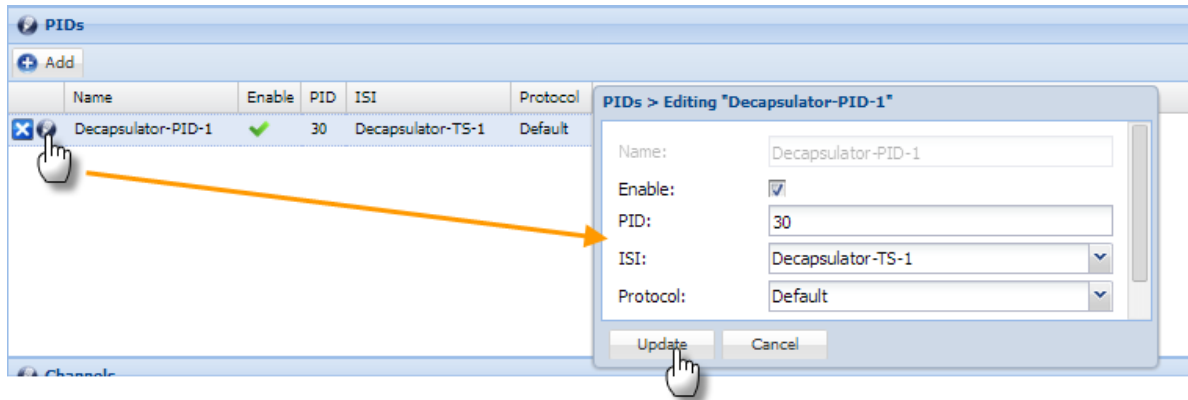 PIDs
Add
Name Enable PID ISI Protocol
Decapsulator-PID-1 30 Decapsulator-TS-1 Default
PIDs > Editing "Decapsulator-PID-1"
Name: Decapsulator-PID-1
Enable:
PID: 30
ISI: Decapsulator-TS-1
Protocol: Default
Update Cancel
Channels